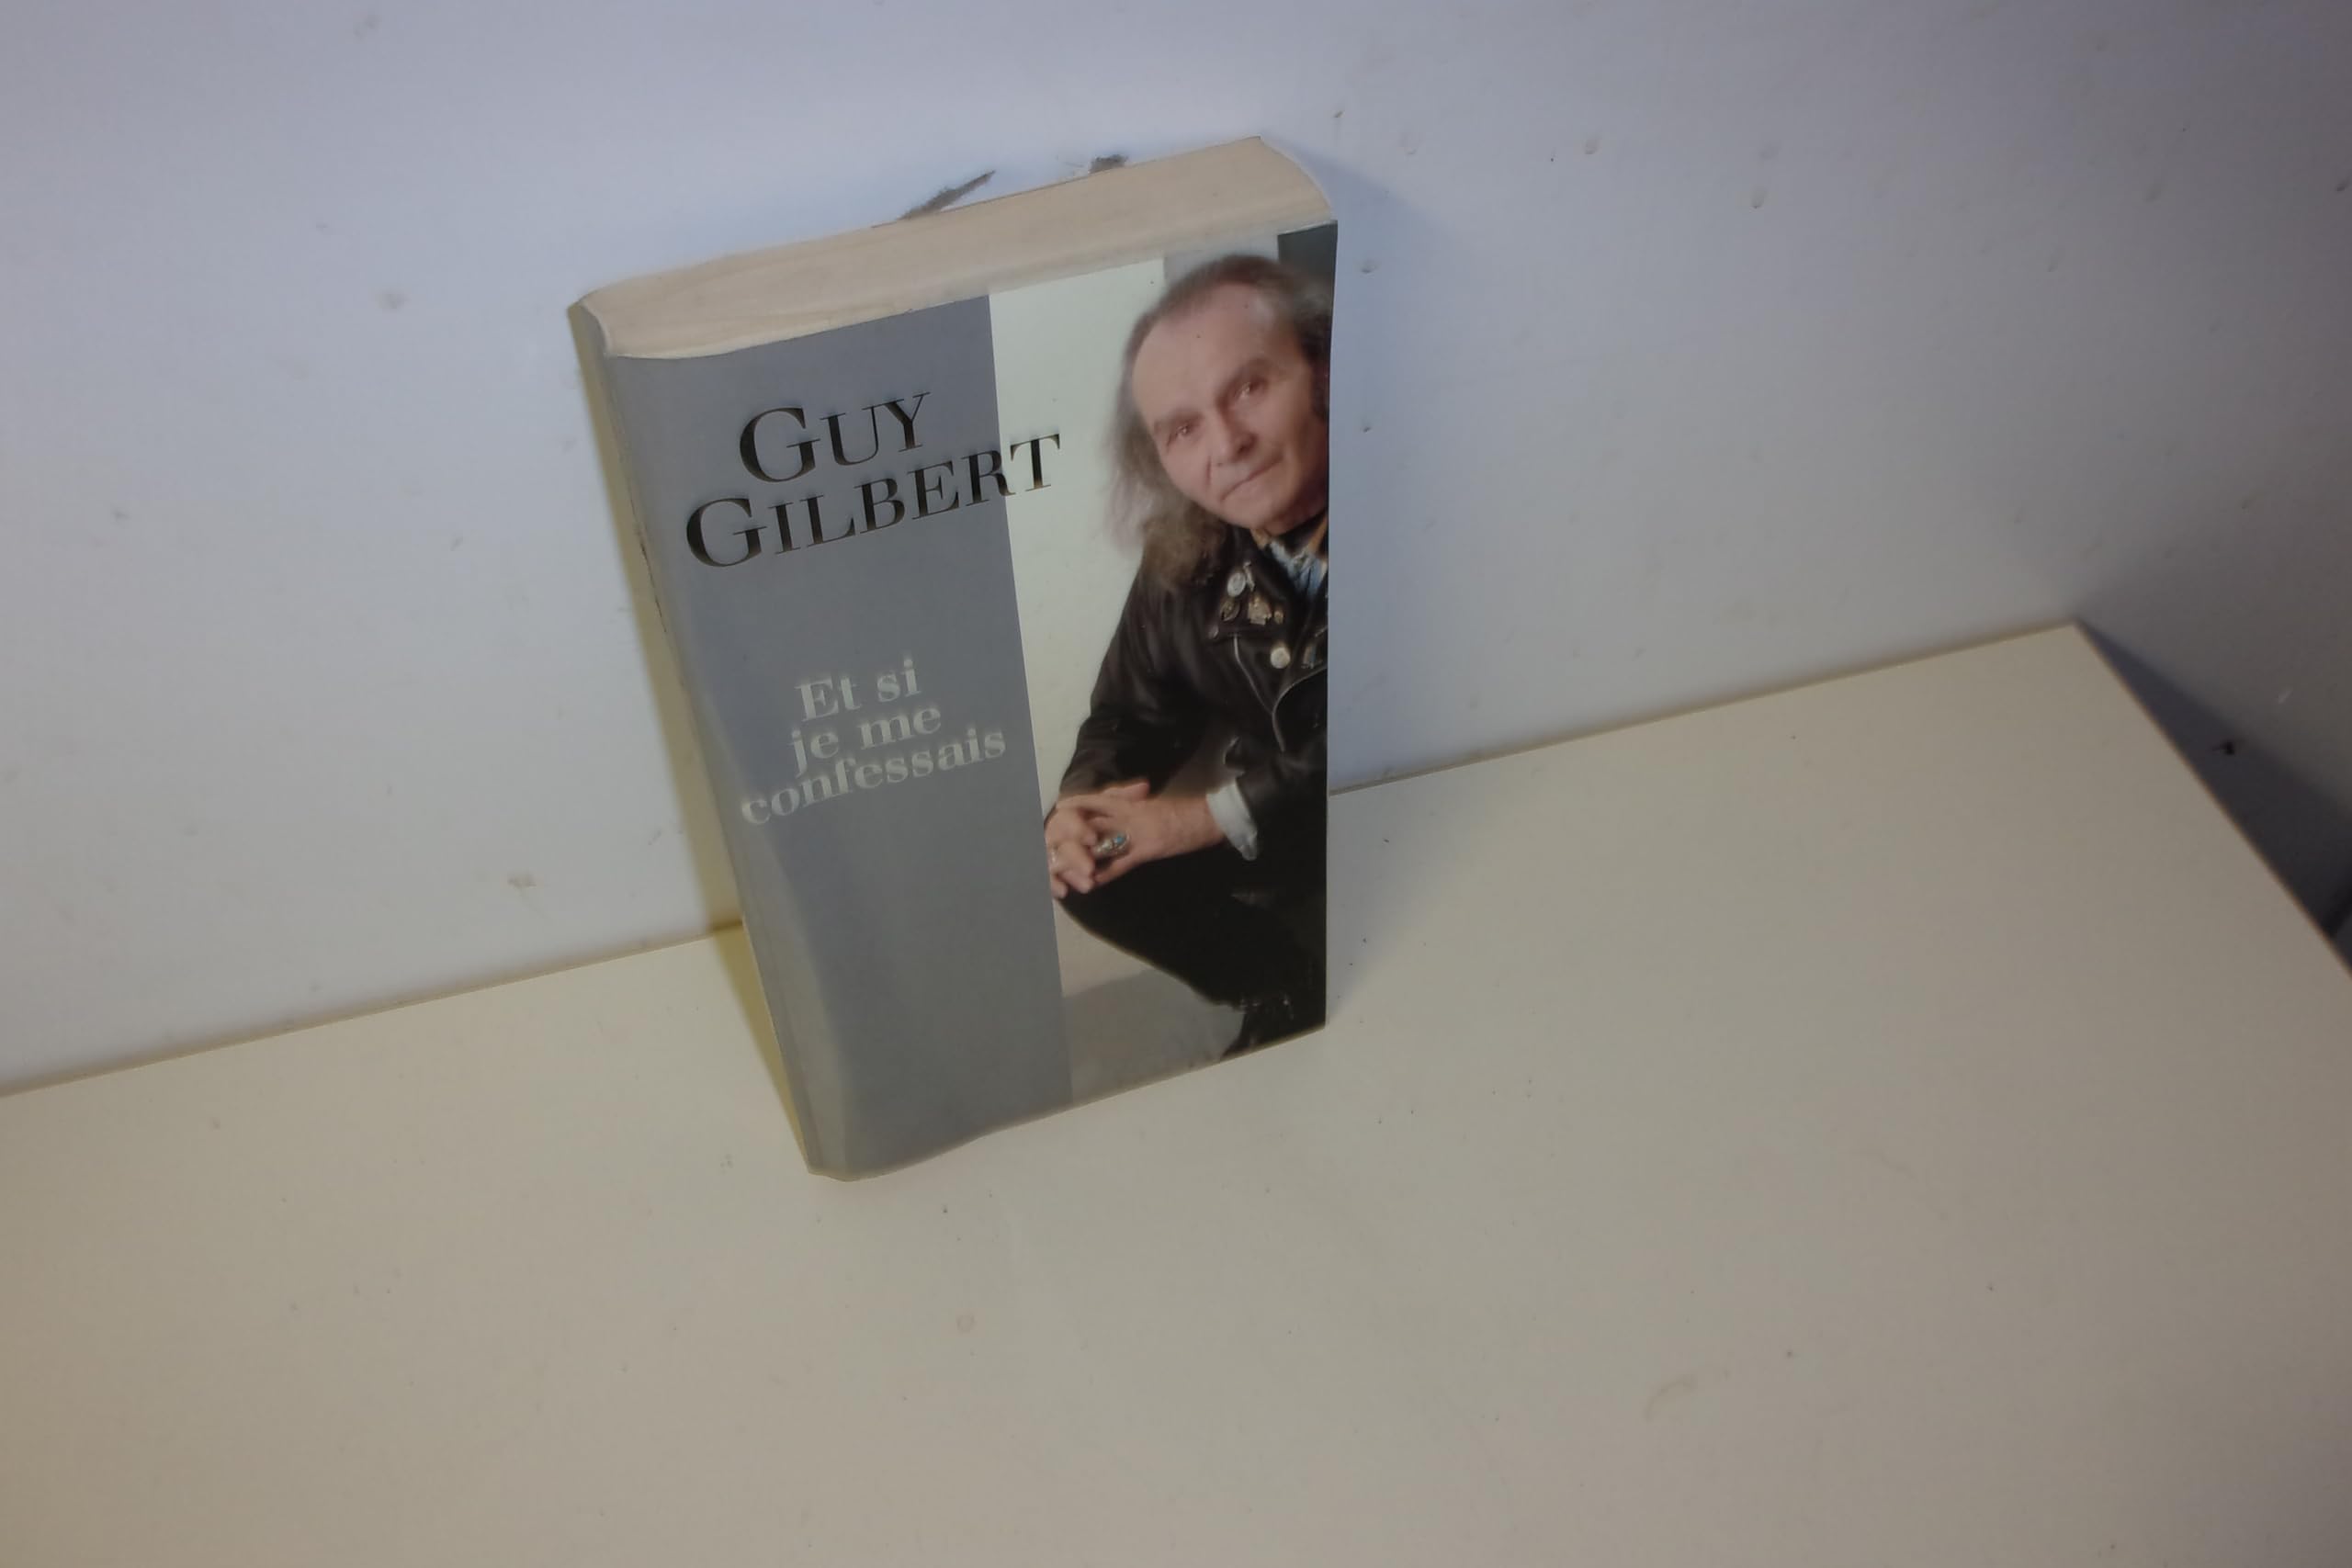 GUY
GILBERT
Et si
je me
confessais